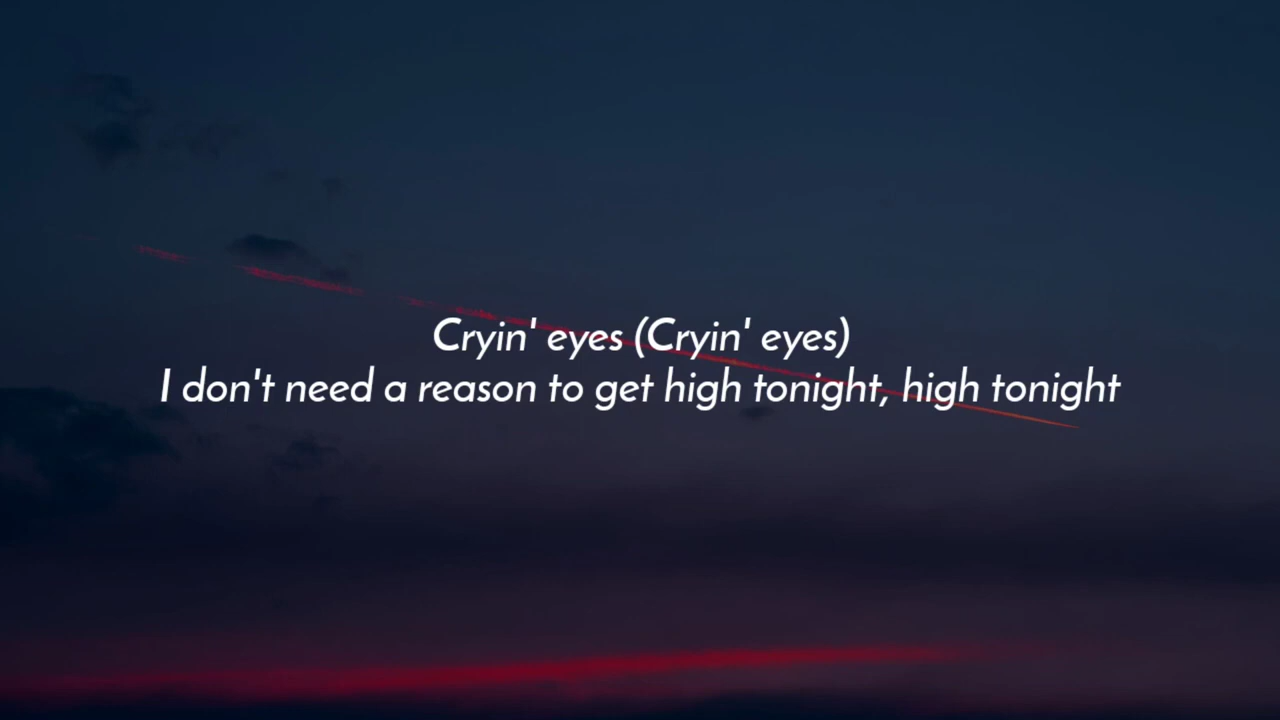 Cryin' eyes (Cryin' eyes)
I don't need a reason to get high tonight, high tonight